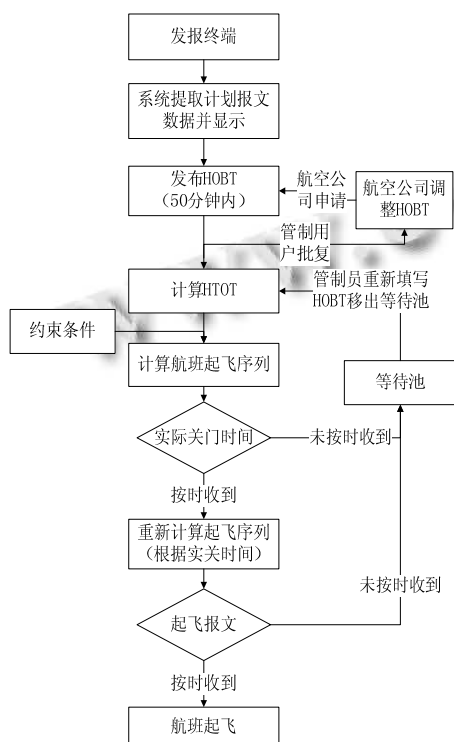 发报终端
系统提取计划报文
数据并显示
发布HOBT
（50分钟内）
航空公
司申请
航空公司调
整HOBT
管制用
户批复
计算HTOT
管制员重新填写
HOBT移出等待池
约束条件
计算航班起飞序列
等待池
实际关门时间
未按时收到
按时收到
重新计算起飞序列
（根据实关时间）
未按时收到
起飞报文
按时收到
航班起飞